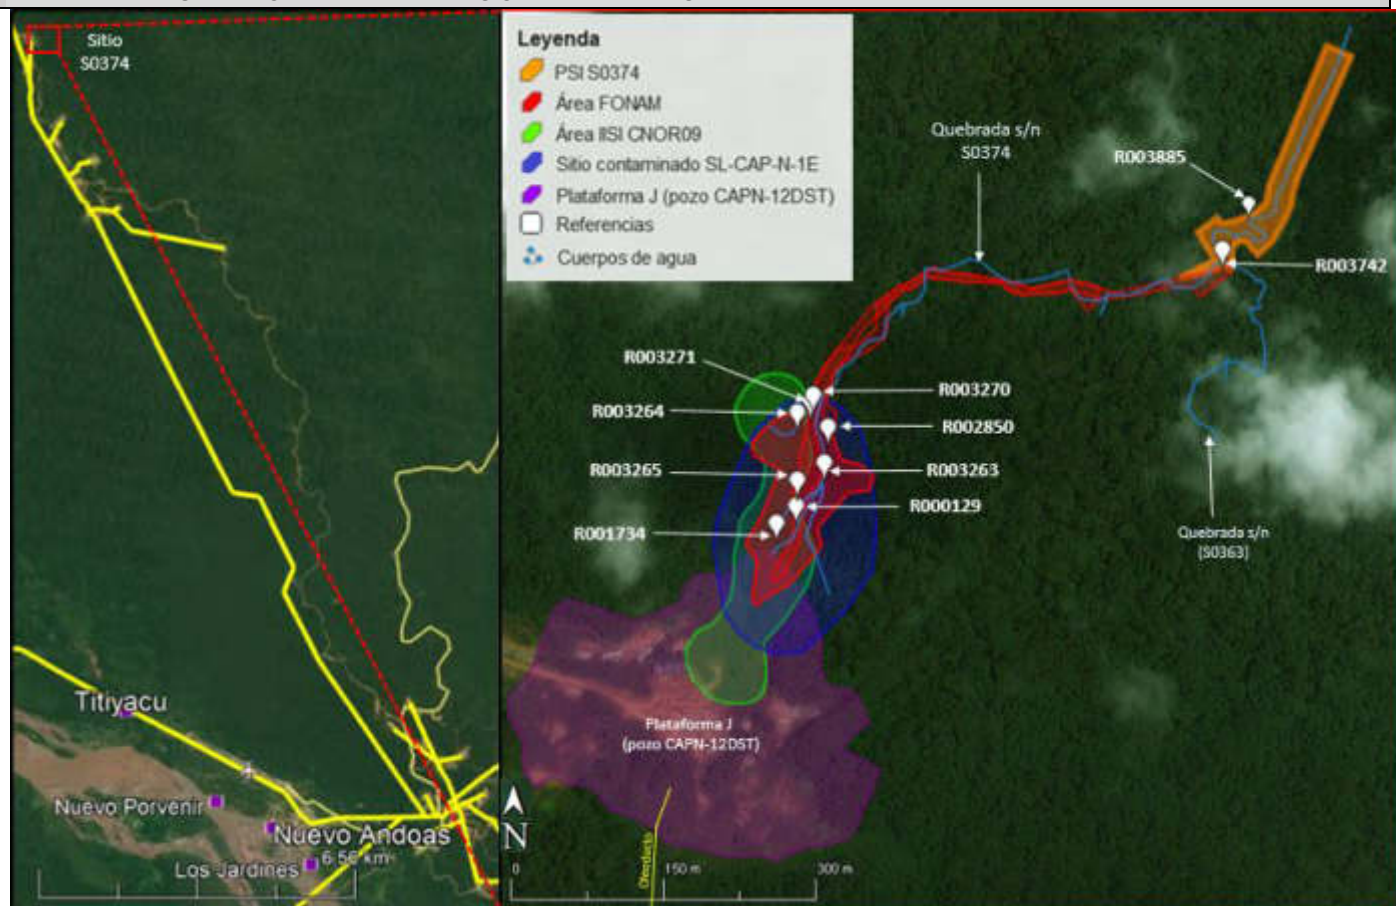 Sitio
S0374
Titiyacu
Nuevo Porvenir
Nuevo Andoas
Los Jardines
6.56 km
Leyenda
PSI S0374
Área FONAM
Área IISI CNOR09
Sitio contaminado SL-CAP-N-1E
Plataforma J (pozo CAPN-12DST)
Referencias
Cuerpos de agua
Quebrada s/n
S0374
R003885
R003742
R003271
R003270
R003264
R002850
R003265
R003263
R000129
R001734
Quebrada s/n
(S0363)
Plataforma J
(pozo CAPN-12DST)
Oleoducto
N
0
150 m
300 m